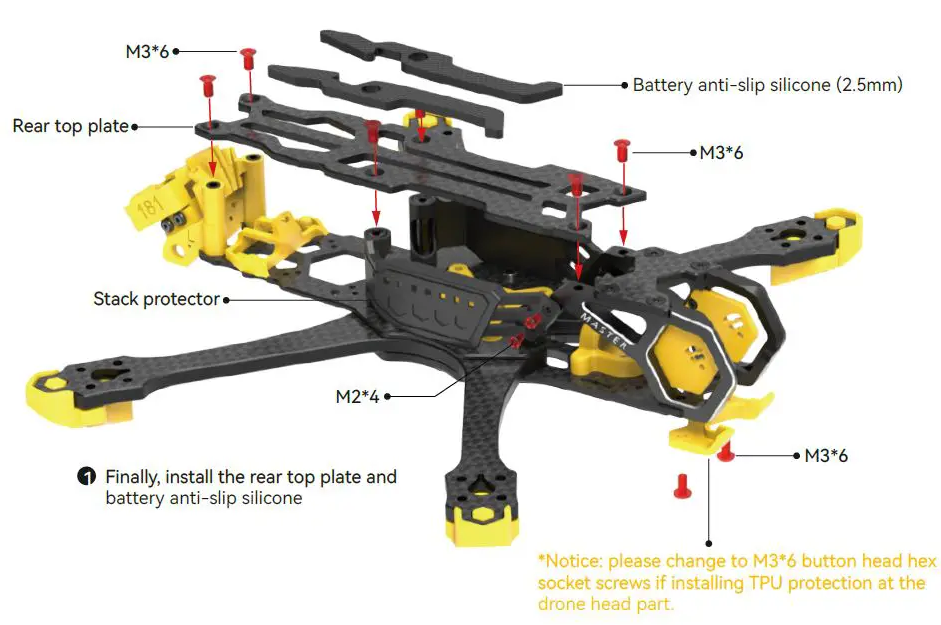 M3*6
Battery anti-slip silicone (2.5mm)
Rear top plate
M3*6
181
Stack protector
MASTER
M2*4
M3*6
1 Finally, install the rear top plate and
battery anti-slip silicone
*Notice: please change to M3*6 button head hex
socket screws if installing TPU protection at the
drone head part.